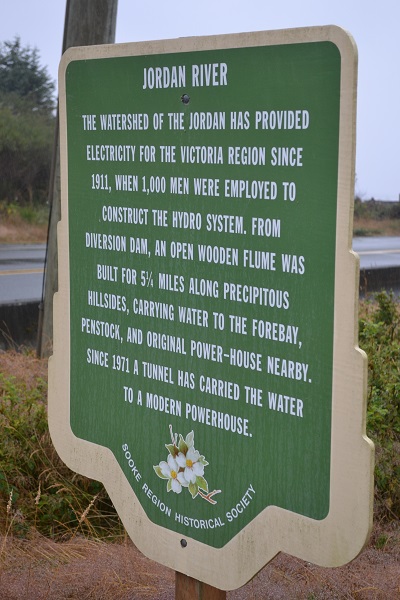 JORDAN RIVER
THE WATERSHED OF THE JORDAN HAS PROVIDED
ELECTRICITY FOR THE VICTORIA REGION SINCE
1911, WHEN 1,000 MEN WERE EMPLOYED TO
CONSTRUCT THE HYDRO SYSTEM. FROM
DIVERSION DAM, AN OPEN WOODEN FLUME WAS
BUILT FOR 5¼ MILES ALONG PRECIPITOUS
HILLSIDES, CARRYING WATER TO THE FOREBAY,
PENSTOCK, AND ORIGINAL POWER-HOUSE NEARBY.
SINCE 1971 A TUNNEL HAS CARRIED THE WATER
TO A MODERN POWERHOUSE.
SOOKE REGION HISTORICAL SOCIETY